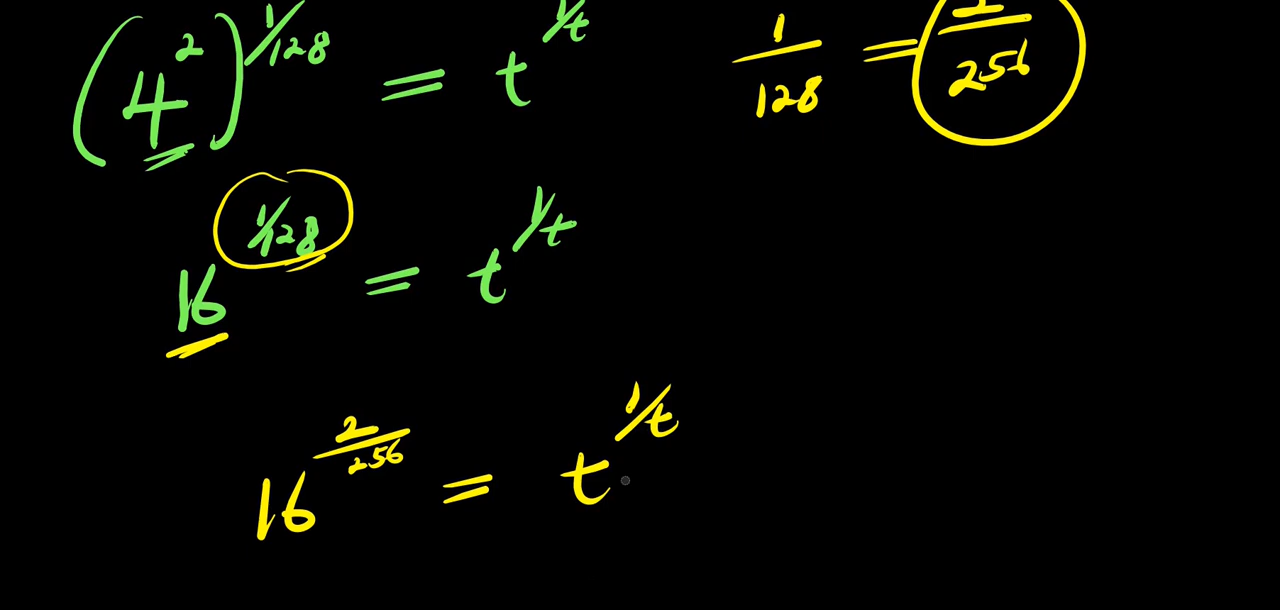 (4^2)^{1/128} = t^{1/t}
1/128 = 2/256
16^{1/128} = t^{1/t}
16^{2/256} = t^{1/t}